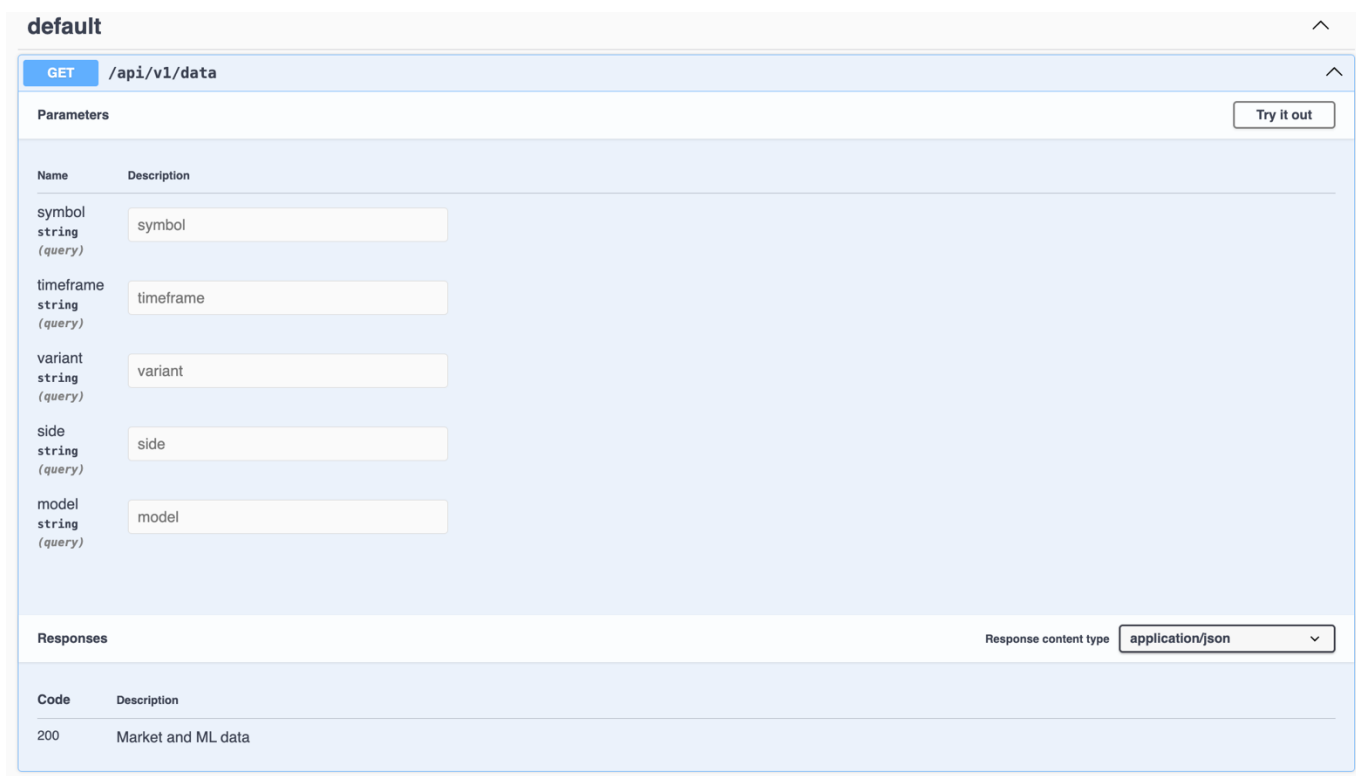 default
GET /api/v1/data
Parameters Try it out
Name Description
symbol
string
(query)
symbol
timeframe
string
(query)
timeframe
variant
string
(query)
variant
side
string
(query)
side
model
string
(query)
model
Responses Response content type application/json
Code Description
200 Market and ML data